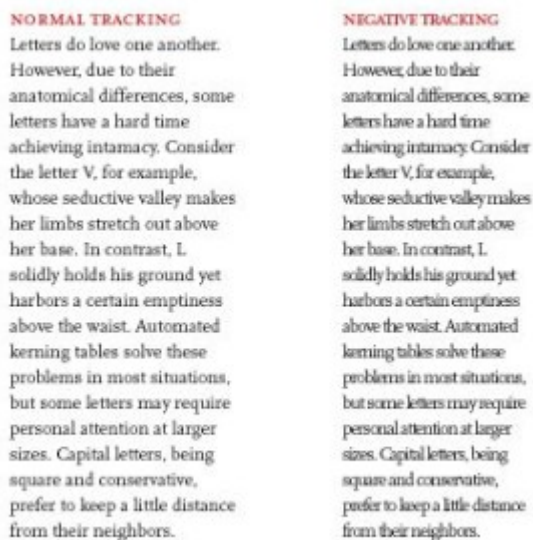 NORMAL TRACKING
Letters do love one another.
However, due to their
anatomical differences, some
letters have a hard time
achieving intamacy. Consider
the letter V, for example,
whose seductive valley makes
her limbs stretch out above
her base. In contrast, L
solidly holds his ground yet
harbors a certain emptiness
above the waist. Automated
kerning tables solve these
problems in most situations,
but some letters may require
personal attention at larger
sizes. Capital letters, being
square and conservative,
prefer to keep a little distance
from their neighbors.
NEGATIVE TRACKING
Letters do love one another.
However, due to their
anatomical differences, some
letters have a hard time
achieving intamacy. Consider
the letter V, for example,
whose seductive valley makes
her limbs stretch out above
her base. In contrast, L
solidly holds his ground yet
harbors a certain emptiness
above the waist. Automated
kerning tables solve these
problems in most situations,
but some letters may require
personal attention at larger
sizes. Capital letters, being
square and conservative,
prefer to keep a little distance
from their neighbors.